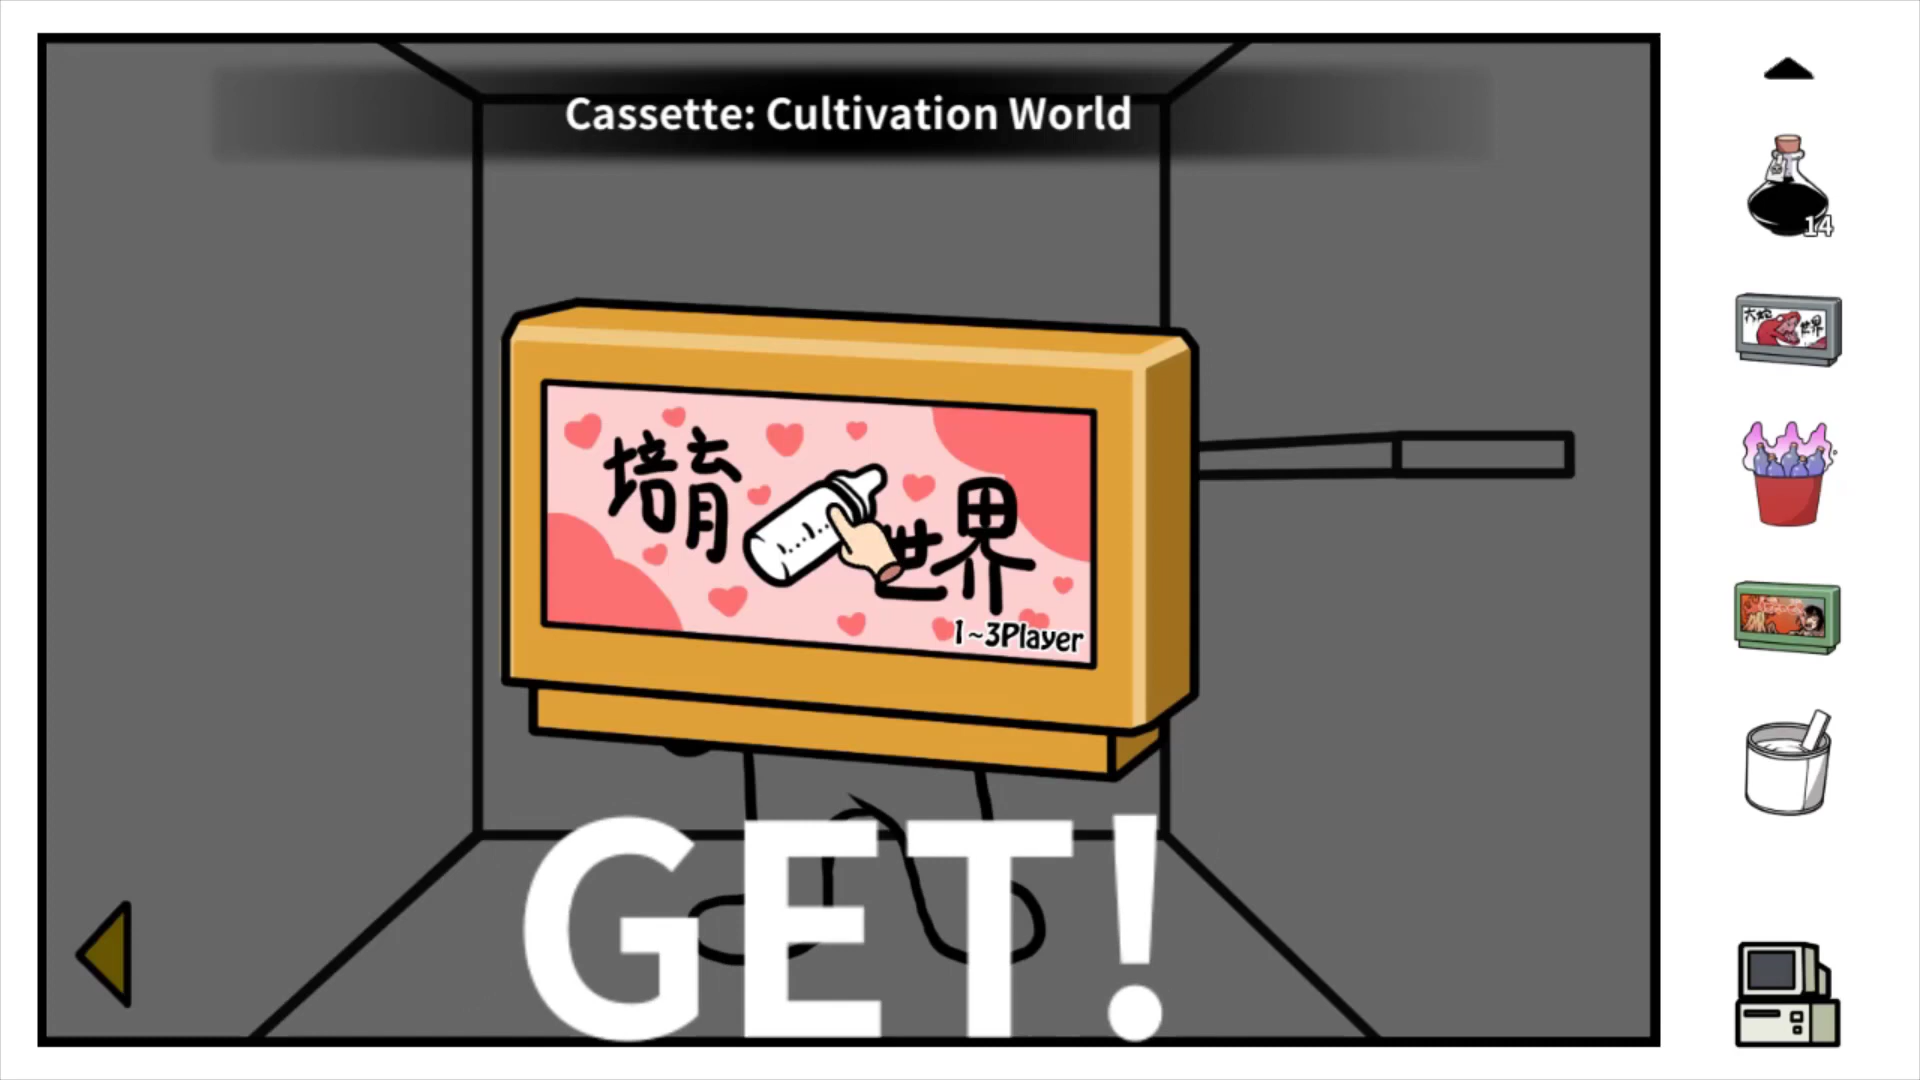 Cassette: Cultivation World
14
培育
世界
1~3Player
GET!